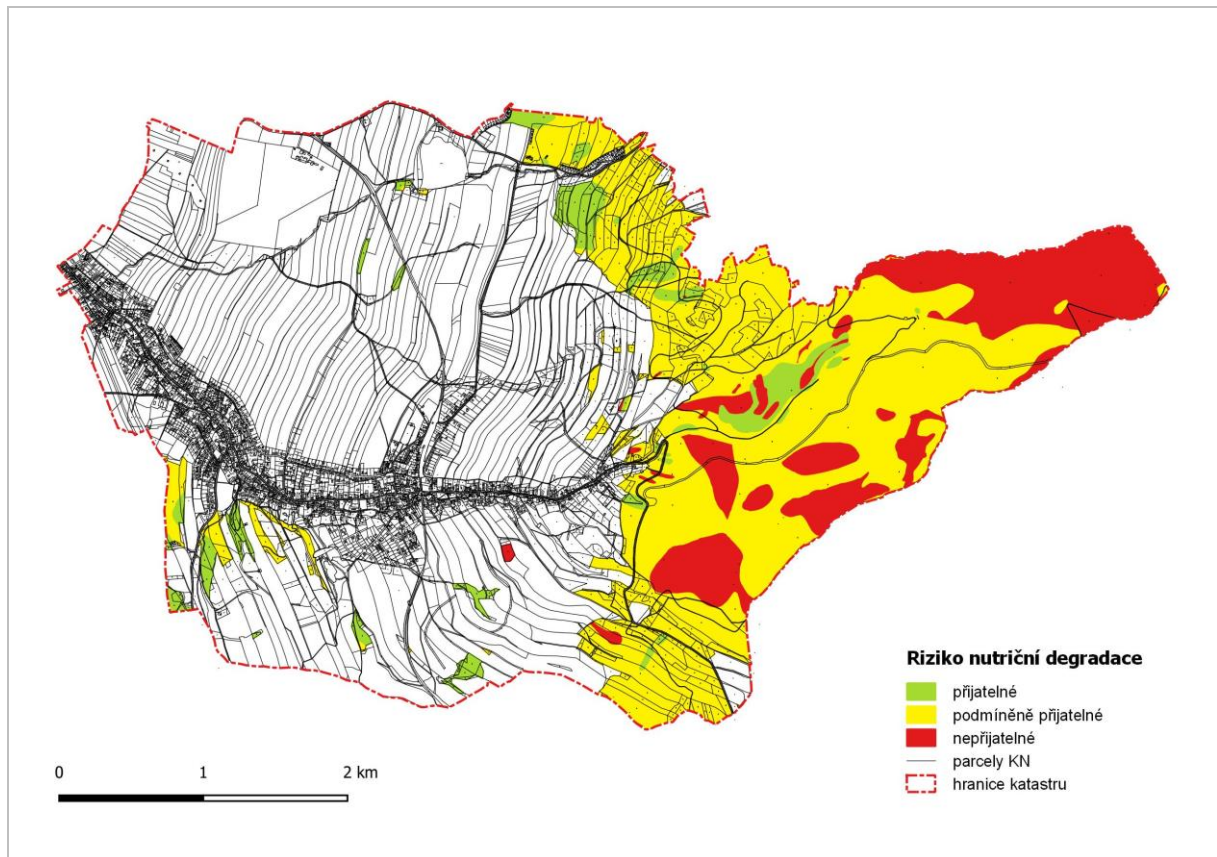 Riziko nutriční degradace
přijatelné
podmíněně přijatelné
nepřijatelné
parcely KN
hranice katastru
0 1 2 km